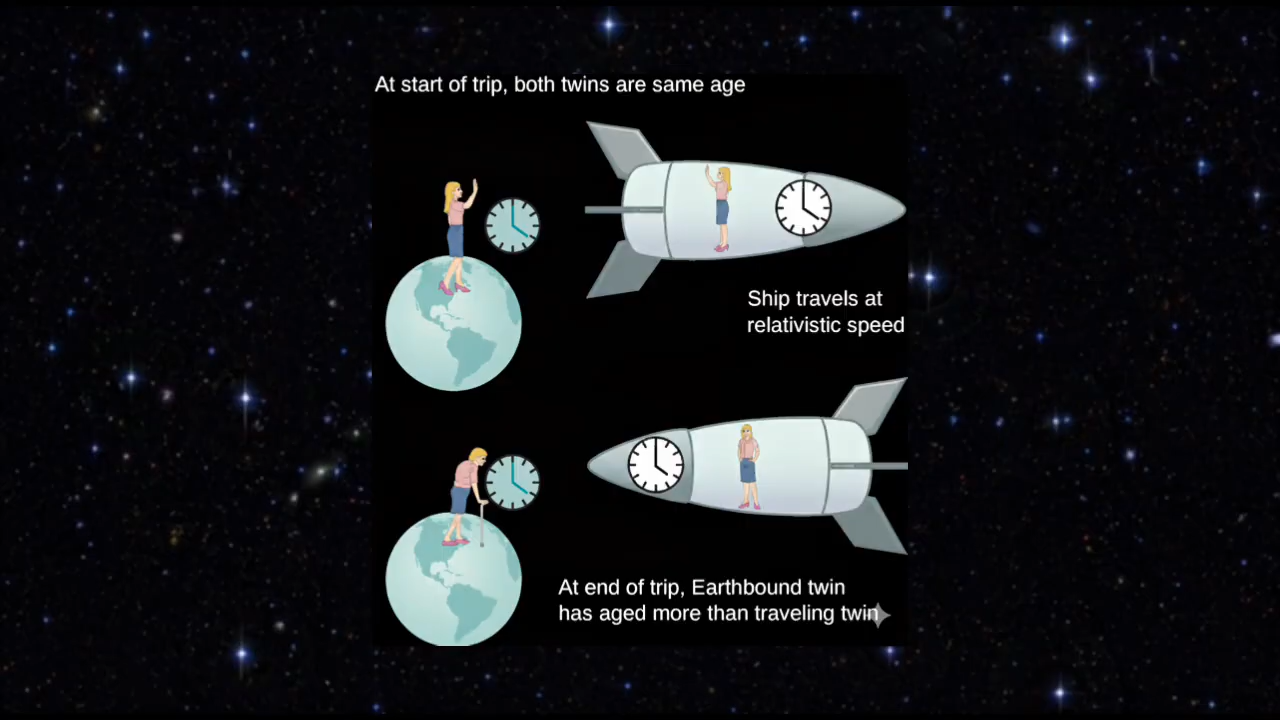 At start of trip, both twins are same age
Ship travels at
relativistic speed
At end of trip, Earthbound twin
has aged more than traveling twin